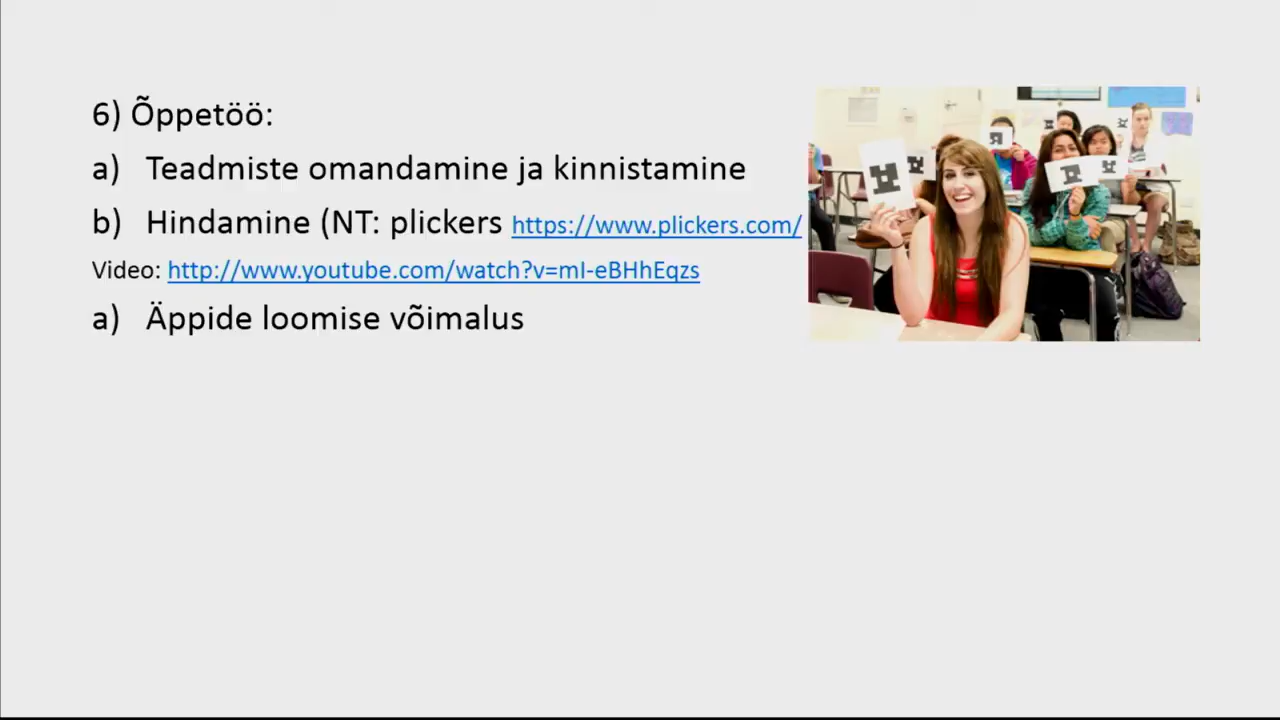 6) Õppetöö:
a) Teadmiste omandamine ja kinnistamine
b) Hindamine (NT: plickers https://www.plickers.com/
Video: http://www.youtube.com/watch?v=mI-eBHhEqzs
a) Äppide loomise võimalus